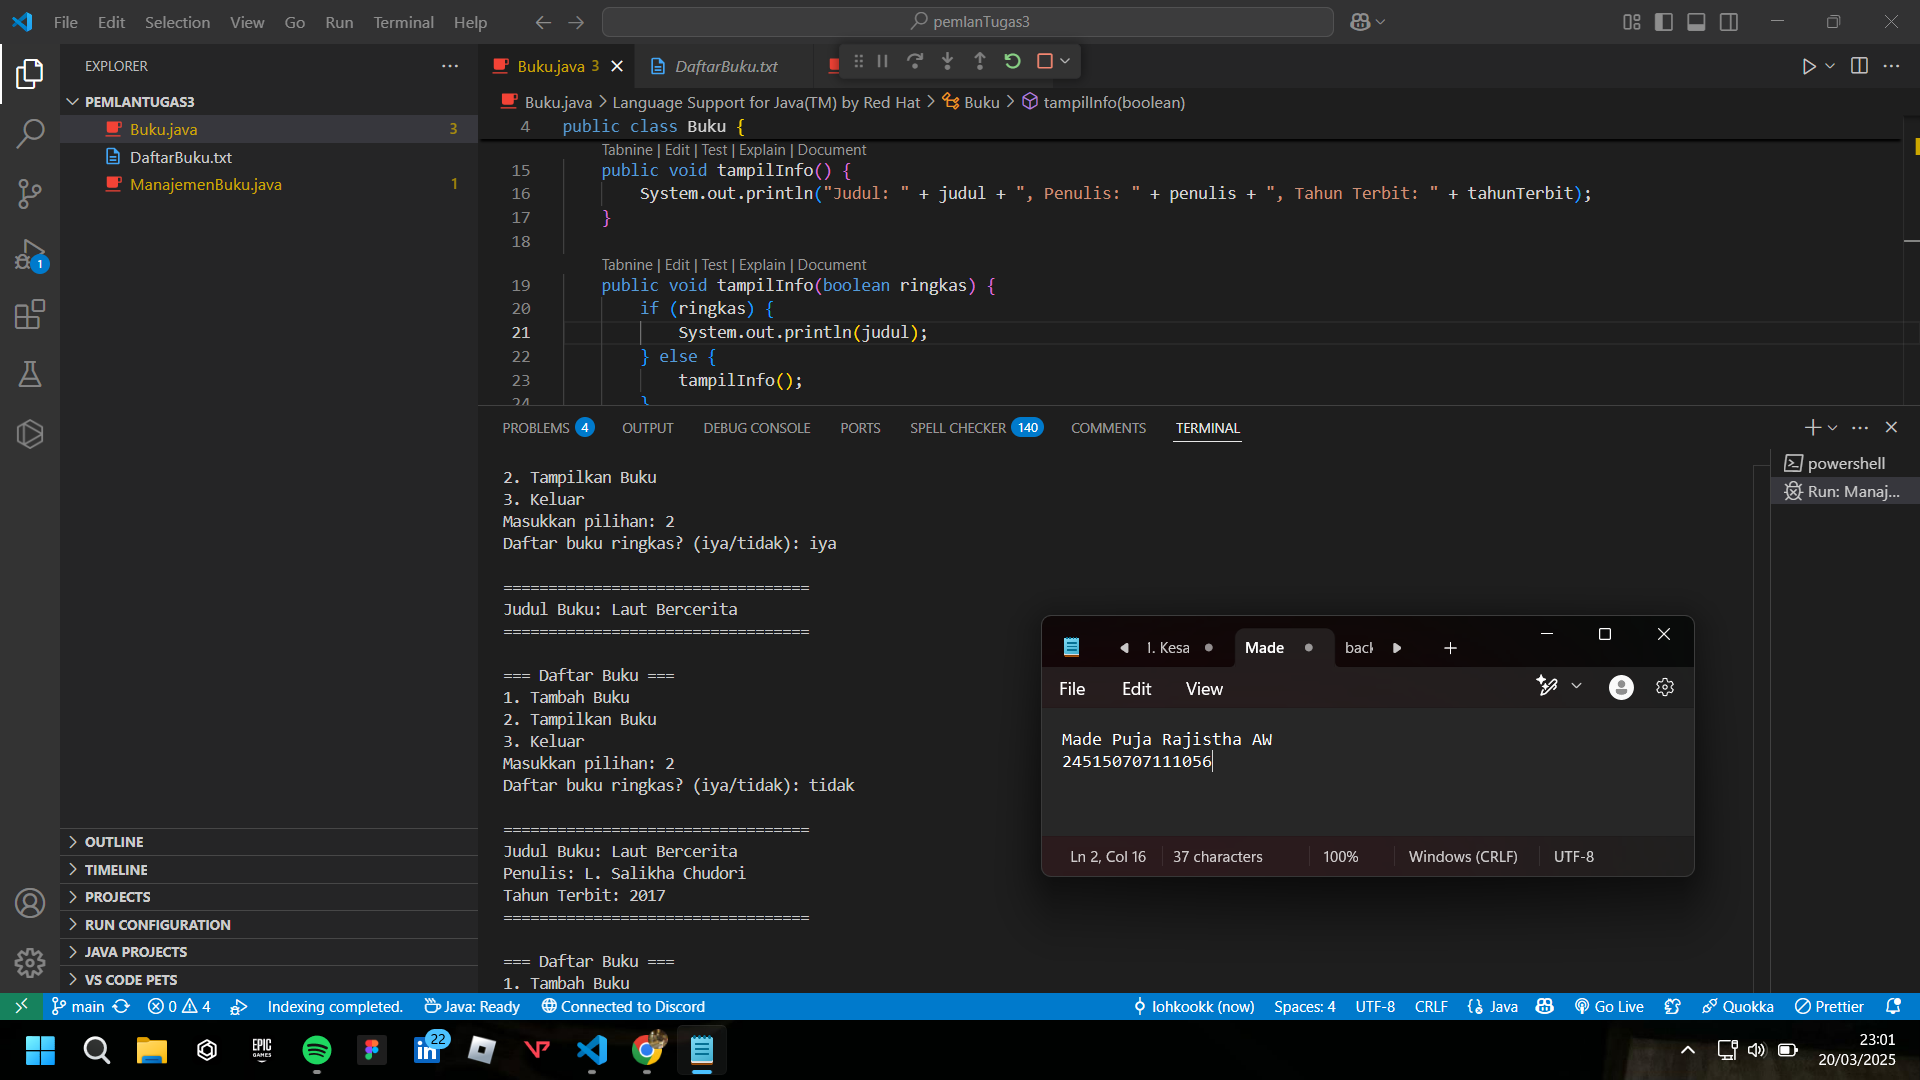 File Edit Selection View Go Run Terminal Help
pemlanTugas3
EXPLORER
PEMLANTUGAS3
Buku.java 3
DaftarBuku.txt
ManajemenBuku.java 1
OUTLINE
TIMELINE
PROJECTS
RUN CONFIGURATION
JAVA PROJECTS
VS CODE PETS
Buku.java 3
DaftarBuku.txt
Buku.java > Language Support for Java(TM) by Red Hat > Buku > tampilInfo(boolean)
4 public class Buku {
Tabnine | Edit | Test | Explain | Document
15 public void tampilInfo() {
16 System.out.println("Judul: " + judul + ", Penulis: " + penulis + ", Tahun Terbit: " + tahunTerbit);
17 }
18
Tabnine | Edit | Test | Explain | Document
19 public void tampilInfo(boolean ringkas) {
20 if (ringkas) {
21 System.out.println(judul);
22 } else {
23 tampilInfo();
24 }
PROBLEMS 4 OUTPUT DEBUG CONSOLE PORTS SPELL CHECKER 140 COMMENTS TERMINAL
powershell
Run: Manaj...
2. Tampilkan Buku
3. Keluar
Masukkan pilihan: 2
Daftar buku ringkas? (iya/tidak): iya
==================================
Judul Buku: Laut Bercerita
==================================
=== Daftar Buku ===
1. Tambah Buku
2. Tampilkan Buku
3. Keluar
Masukkan pilihan: 2
Daftar buku ringkas? (iya/tidak): tidak
==================================
Judul Buku: Laut Bercerita
Penulis: L. Salikha Chudori
Tahun Terbit: 2017
==================================
=== Daftar Buku ===
1. Tambah Buku
I. Kesa Made back
File Edit View
Made Puja Rajistha AW
245150707111056
Ln 2, Col 16 37 characters 100% Windows (CRLF) UTF-8
main 0 4 Indexing completed. Java: Ready Connected to Discord
lohkookk (now) Spaces: 4 UTF-8 CRLF Java Go Live Quokka Prettier
1
EPIC GAMES
22
23:01
20/03/2025